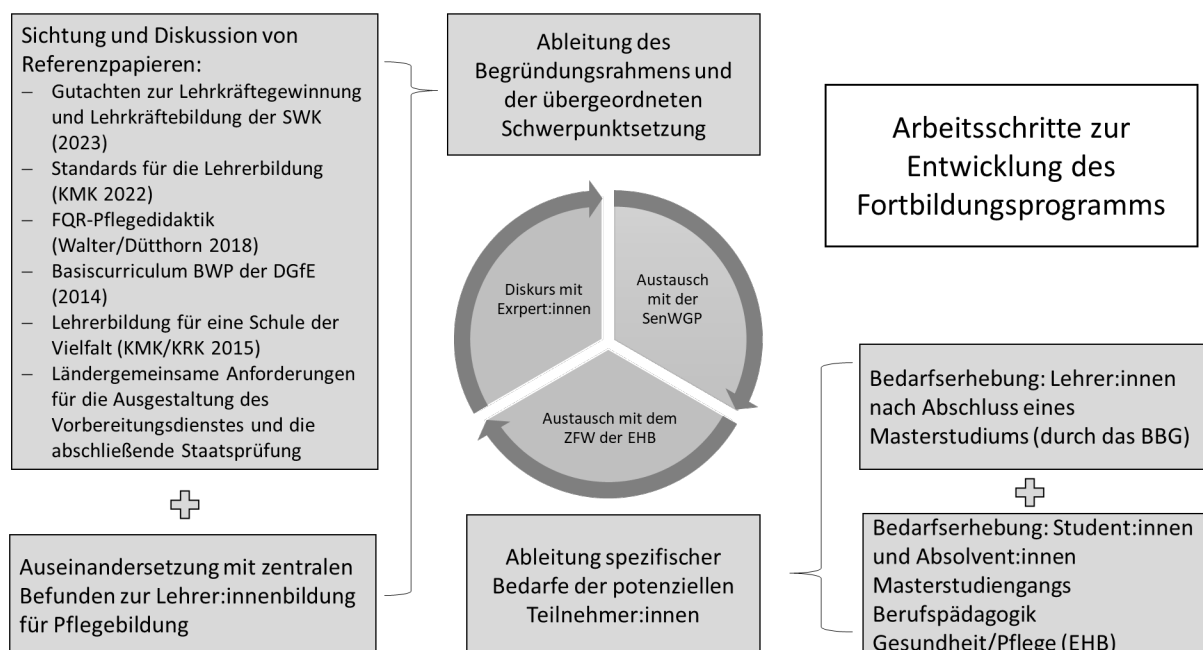 Sichtung und Diskussion von
Referenzpapieren:
– Gutachten zur Lehrkräftegewinnung
und Lehrkräftebildung der SWK
(2023)
– Standards für die Lehrerbildung
(KMK 2022)
– FQR-Pflegedidaktik
(Walter/Dütthorn 2018)
– Basiscurriculum BWP der DGfE
(2014)
– Lehrerbildung für eine Schule der
Vielfalt (KMK/KRK 2015)
– Ländergemeinsame Anforderungen
für die Ausgestaltung des
Vorbereitungsdienstes und die
abschließende Staatsprüfung
Auseinandersetzung mit zentralen
Befunden zur Lehrer:innenbildung
für Pflegebildung
Ableitung des
Begründungsrahmens und
der übergeordneten
Schwerpunktsetzung
Diskurs mit
Exrpert:innen
Austausch
mit der
SenWGP
Austausch mit dem
ZFW der EHB
Ableitung spezifischer
Bedarfe der potenziellen
Teilnehmer:innen
Arbeitsschritte zur
Entwicklung des
Fortbildungsprogramms
Bedarfserhebung: Lehrer:innen
nach Abschluss eines
Masterstudiums (durch das BBG)
Bedarfserhebung: Student:innen
und Absolvent:innen
Masterstudiengangs
Berufspädagogik
Gesundheit/Pflege (EHB)